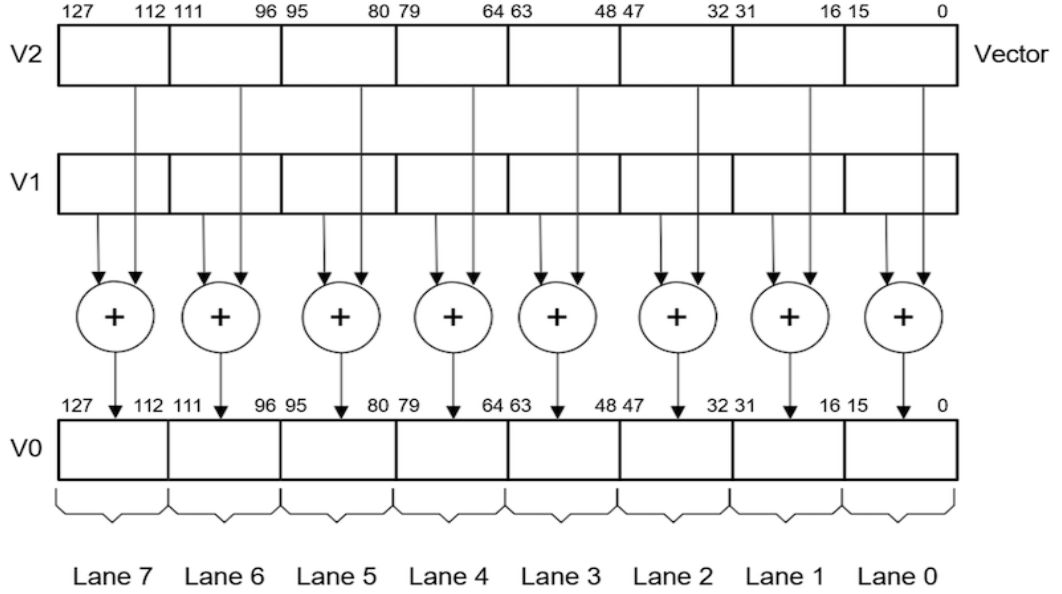 127 112 111 96 95 80 79 64 63 48 47 32 31 16 15 0
V2 Vector
V1
+ + + + + + + +
127 112 111 96 95 80 79 64 63 48 47 32 31 16 15 0
V0
Lane 7 Lane 6 Lane 5 Lane 4 Lane 3 Lane 2 Lane 1 Lane 0